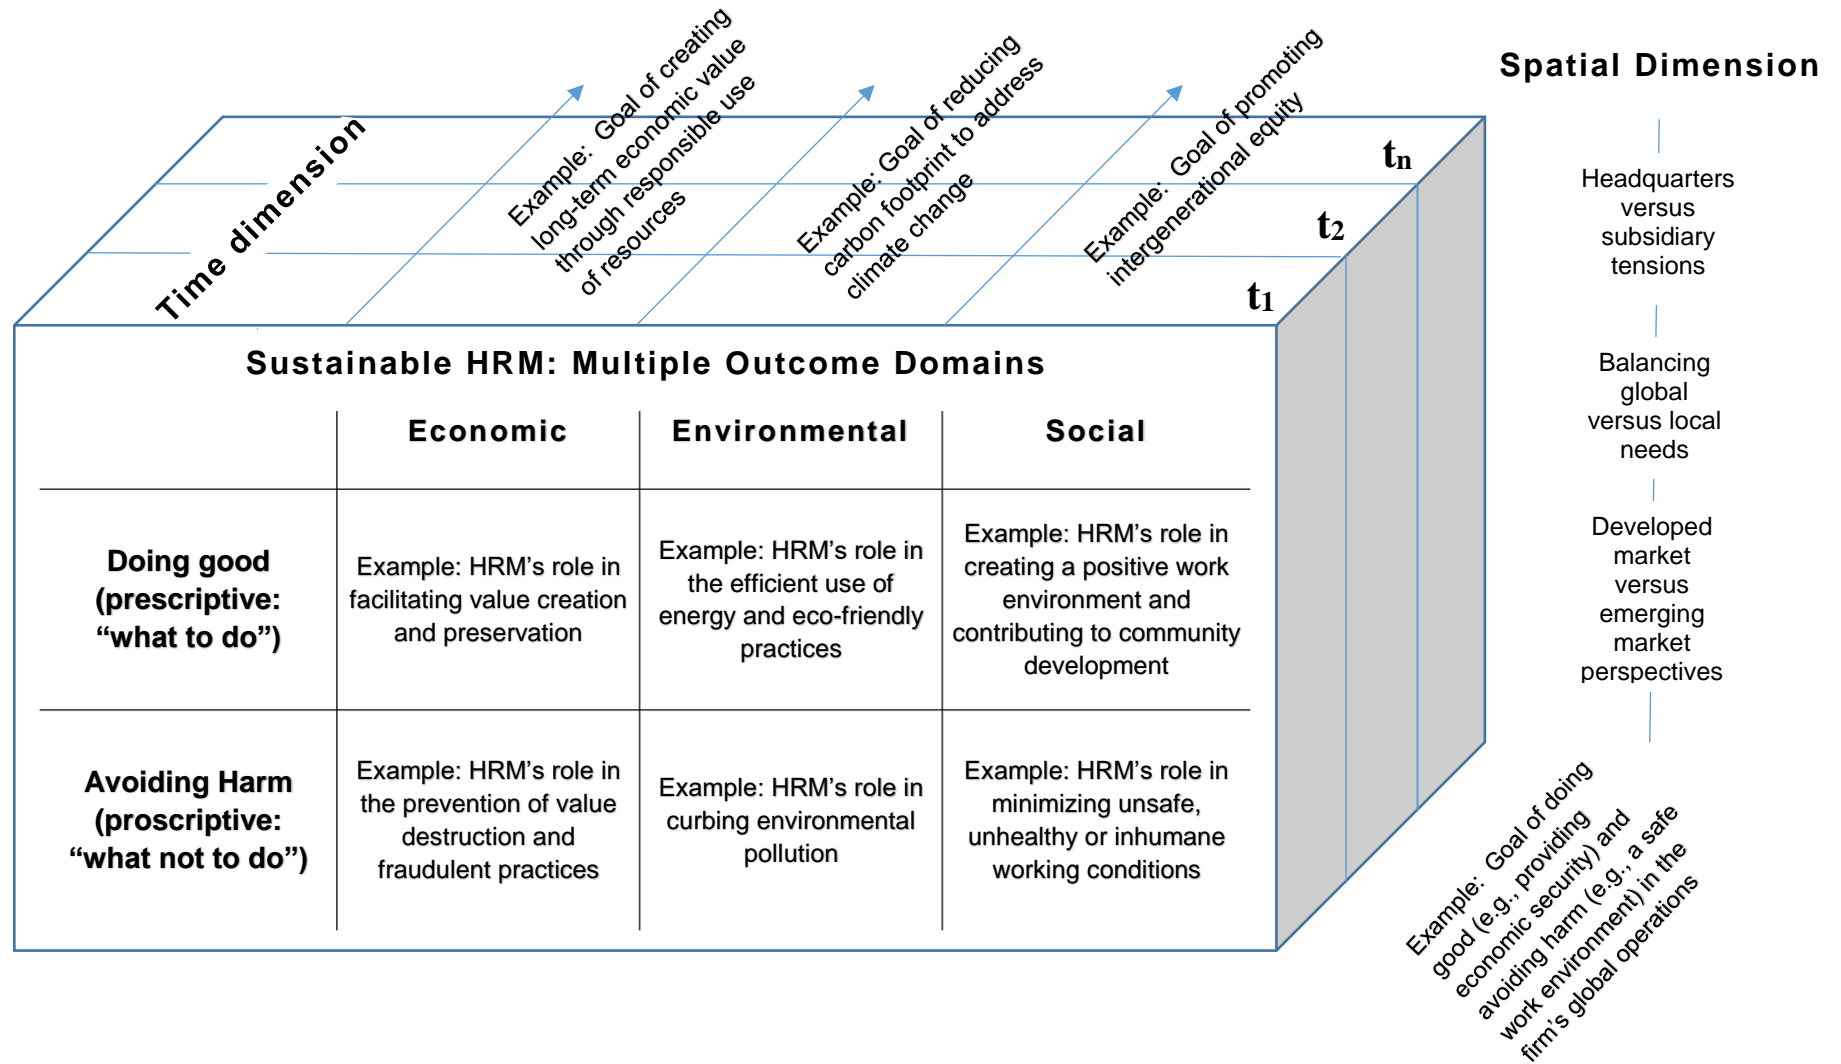 Time dimension
Example:  Goal of creating
long-term economic value
through responsible use
of resources
Example: Goal of reducing
carbon footprint to address
climate change
Example:  Goal of promoting
intergenerational equity
tn
t2
t1
Spatial Dimension
Headquarters
versus
subsidiary
tensions
Balancing
global
versus local
needs
Developed
market
versus
emerging
market
perspectives
Example:  Goal of doing
good (e.g., providing
economic security) and
avoiding harm (e.g., a safe
work environment) in the
firm's global operations
Sustainable HRM: Multiple Outcome Domains
Economic
Environmental
Social
Doing good
(prescriptive:
“what to do”)
Example: HRM’s role in
facilitating value creation
and preservation
Example: HRM’s role in
the efficient use of
energy and eco-friendly
practices
Example: HRM’s role in
creating a positive work
environment and
contributing to community
development
Avoiding Harm
(proscriptive:
“what not to do”)
Example: HRM’s role in
the prevention of value
destruction and
fraudulent practices
Example: HRM’s role in
curbing environmental
pollution
Example: HRM’s role in
minimizing unsafe,
unhealthy or inhumane
working conditions